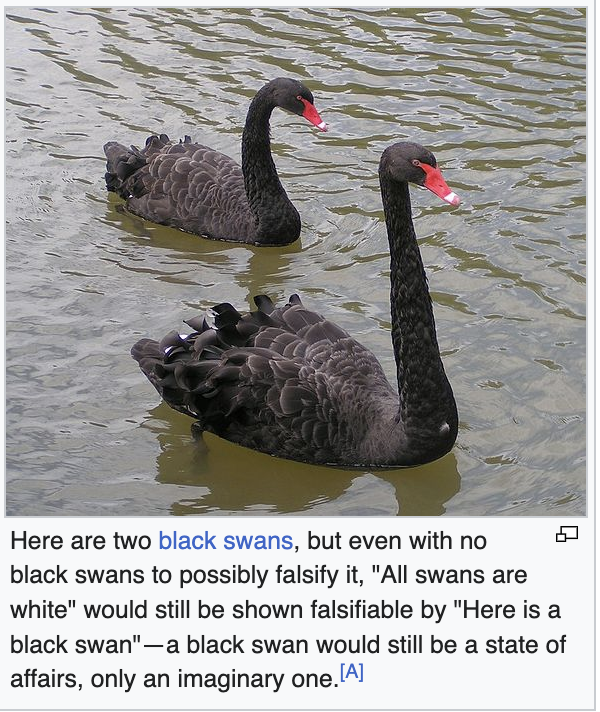 Here are two black swans, but even with no
black swans to possibly falsify it, "All swans are
white" would still be shown falsifiable by "Here is a
black swan"—a black swan would still be a state of
affairs, only an imaginary one.[A]